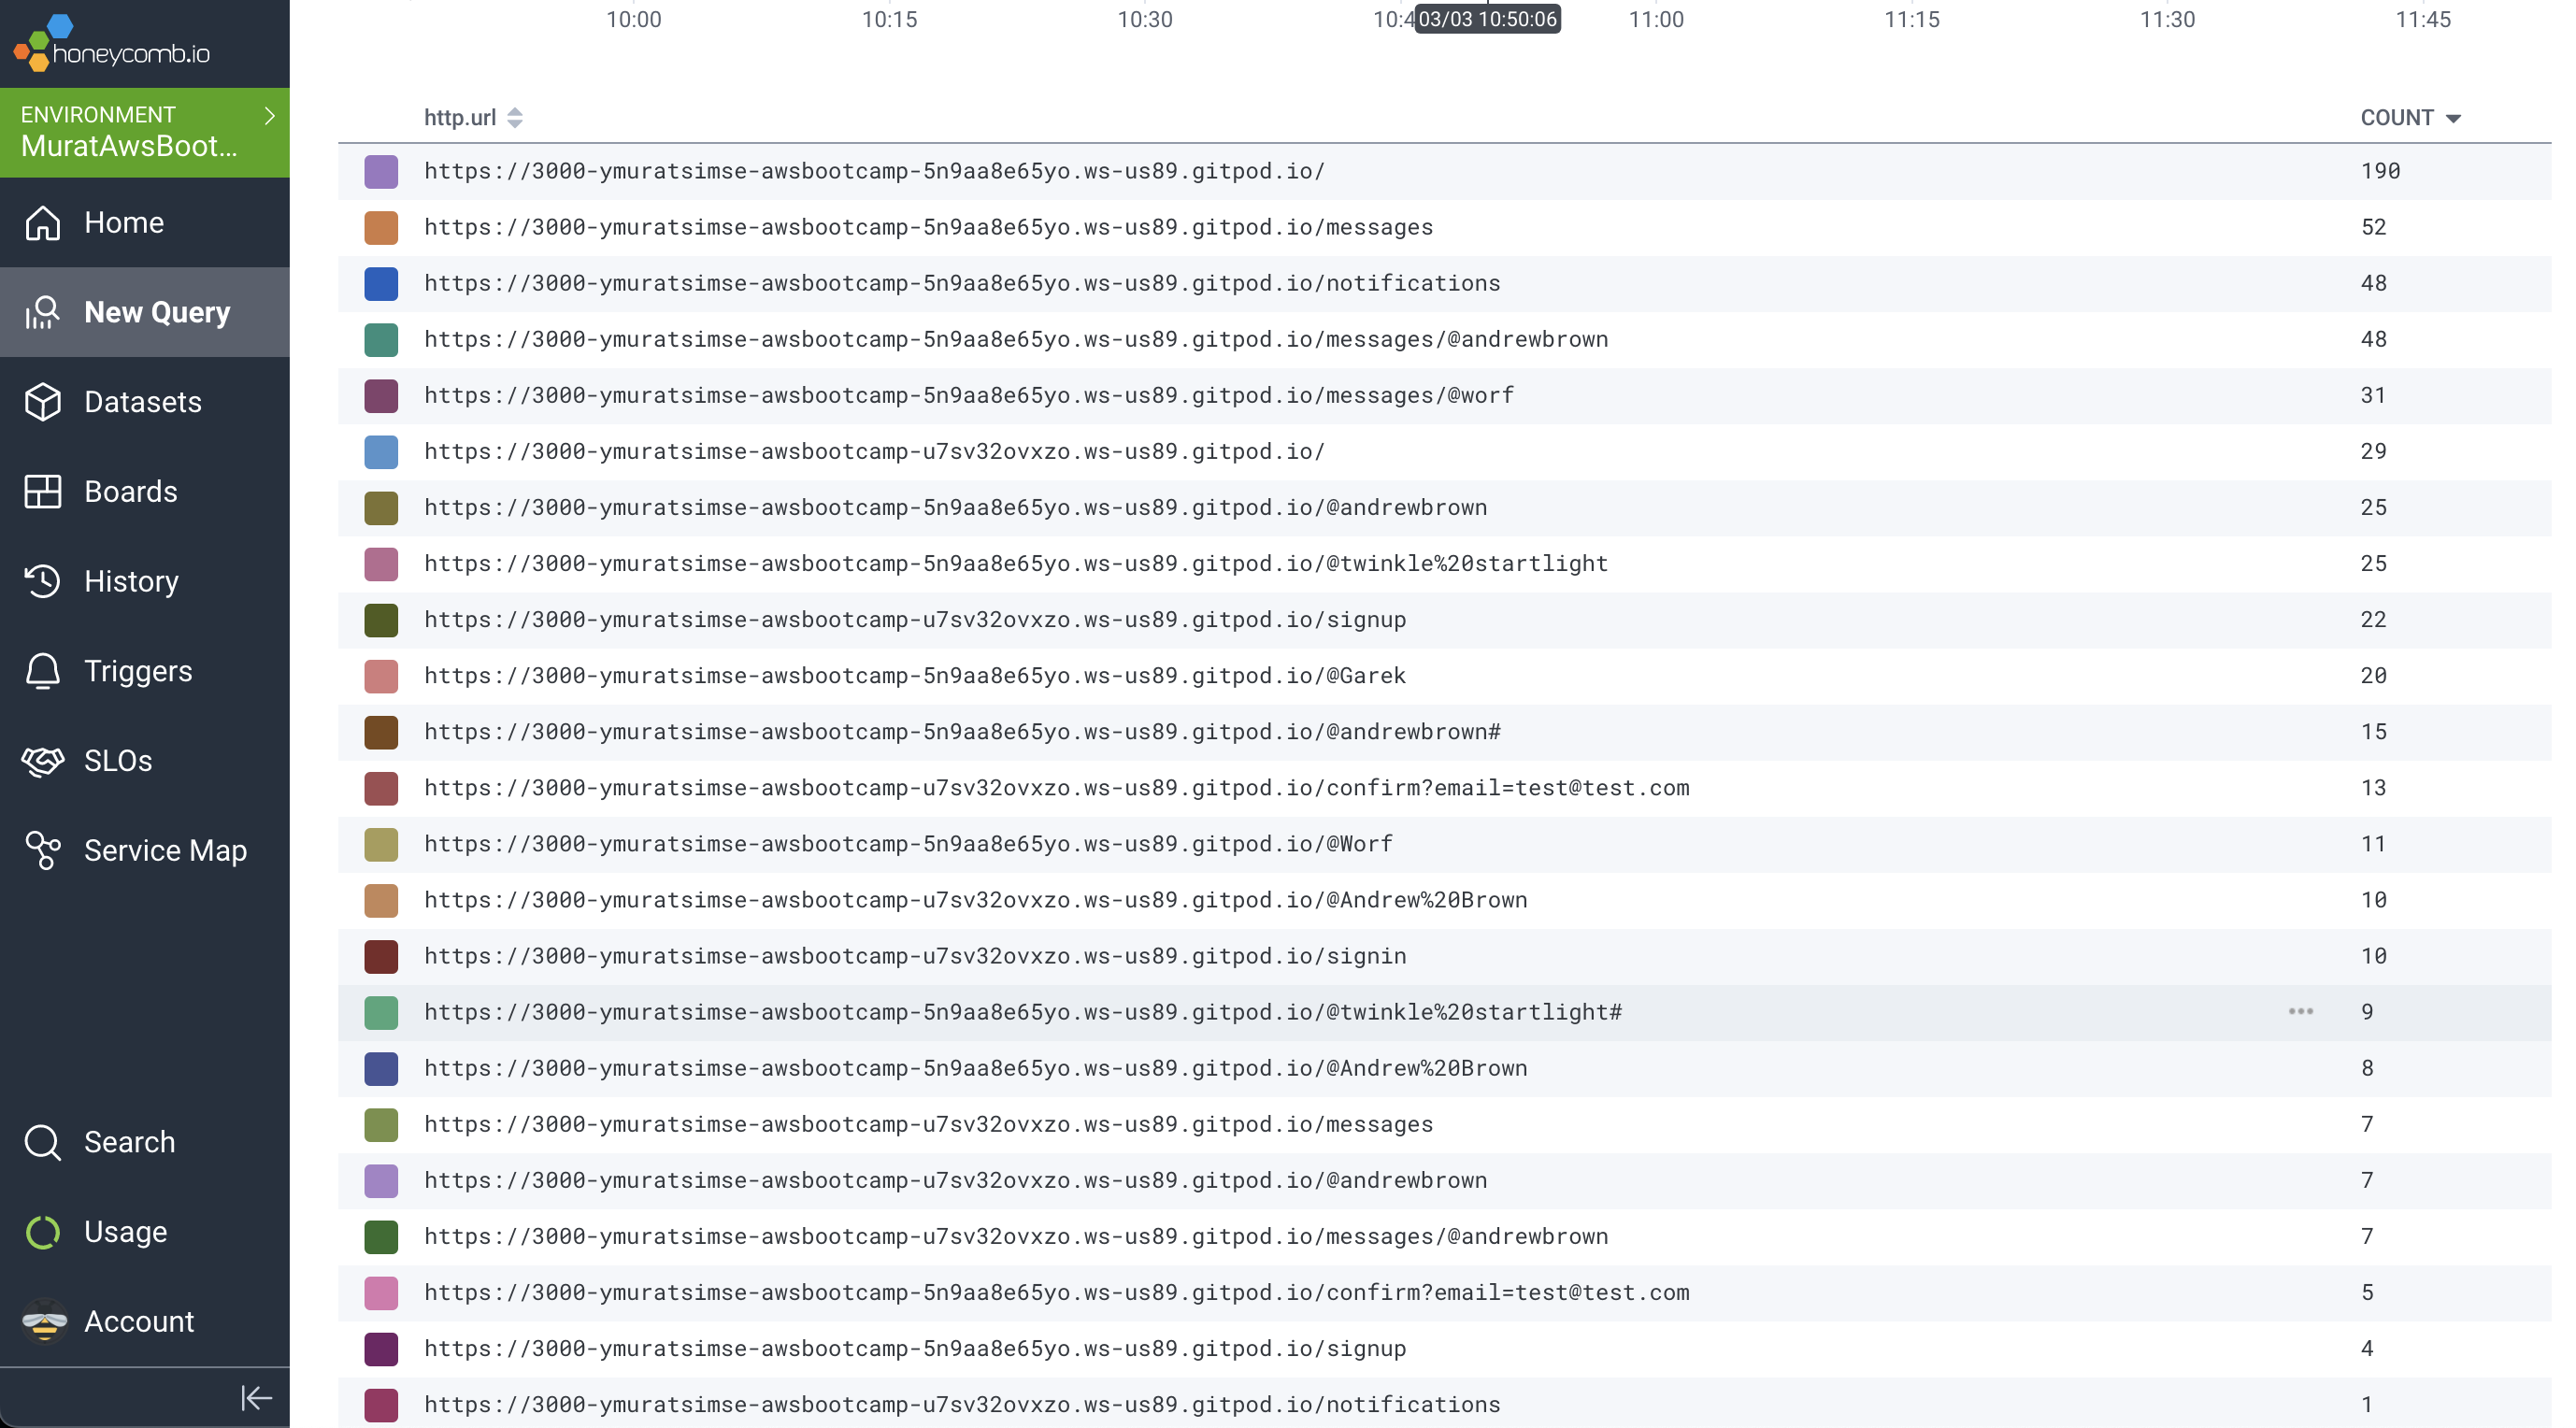 honeycomb.io
ENVIRONMENT
MuratAwsBoot...
Home
New Query
Datasets
Boards
History
Triggers
SLOs
Service Map
Search
Usage
Account
10:00 10:15 10:30 10:4 03/03 10:50:06 11:00 11:15 11:30 11:45
http.url COUNT
https://3000-ymuratsimse-awsbootcamp-5n9aa8e65yo.ws-us89.gitpod.io/ 190
https://3000-ymuratsimse-awsbootcamp-5n9aa8e65yo.ws-us89.gitpod.io/messages 52
https://3000-ymuratsimse-awsbootcamp-5n9aa8e65yo.ws-us89.gitpod.io/notifications 48
https://3000-ymuratsimse-awsbootcamp-5n9aa8e65yo.ws-us89.gitpod.io/messages/@andrewbrown 48
https://3000-ymuratsimse-awsbootcamp-5n9aa8e65yo.ws-us89.gitpod.io/messages/@worf 31
https://3000-ymuratsimse-awsbootcamp-u7sv32ovxzo.ws-us89.gitpod.io/ 29
https://3000-ymuratsimse-awsbootcamp-5n9aa8e65yo.ws-us89.gitpod.io/@andrewbrown 25
https://3000-ymuratsimse-awsbootcamp-5n9aa8e65yo.ws-us89.gitpod.io/@twinkle%20startlight 25
https://3000-ymuratsimse-awsbootcamp-u7sv32ovxzo.ws-us89.gitpod.io/signup 22
https://3000-ymuratsimse-awsbootcamp-5n9aa8e65yo.ws-us89.gitpod.io/@Garek 20
https://3000-ymuratsimse-awsbootcamp-5n9aa8e65yo.ws-us89.gitpod.io/@andrewbrown# 15
https://3000-ymuratsimse-awsbootcamp-u7sv32ovxzo.ws-us89.gitpod.io/confirm?email=test@test.com 13
https://3000-ymuratsimse-awsbootcamp-5n9aa8e65yo.ws-us89.gitpod.io/@Worf 11
https://3000-ymuratsimse-awsbootcamp-u7sv32ovxzo.ws-us89.gitpod.io/@Andrew%20Brown 10
https://3000-ymuratsimse-awsbootcamp-u7sv32ovxzo.ws-us89.gitpod.io/signin 10
https://3000-ymuratsimse-awsbootcamp-5n9aa8e65yo.ws-us89.gitpod.io/@twinkle%20startlight# ••• 9
https://3000-ymuratsimse-awsbootcamp-5n9aa8e65yo.ws-us89.gitpod.io/@Andrew%20Brown 8
https://3000-ymuratsimse-awsbootcamp-u7sv32ovxzo.ws-us89.gitpod.io/messages 7
https://3000-ymuratsimse-awsbootcamp-u7sv32ovxzo.ws-us89.gitpod.io/@andrewbrown 7
https://3000-ymuratsimse-awsbootcamp-u7sv32ovxzo.ws-us89.gitpod.io/messages/@andrewbrown 7
https://3000-ymuratsimse-awsbootcamp-5n9aa8e65yo.ws-us89.gitpod.io/confirm?email=test@test.com 5
https://3000-ymuratsimse-awsbootcamp-5n9aa8e65yo.ws-us89.gitpod.io/signup 4
https://3000-ymuratsimse-awsbootcamp-u7sv32ovxzo.ws-us89.gitpod.io/notifications 1